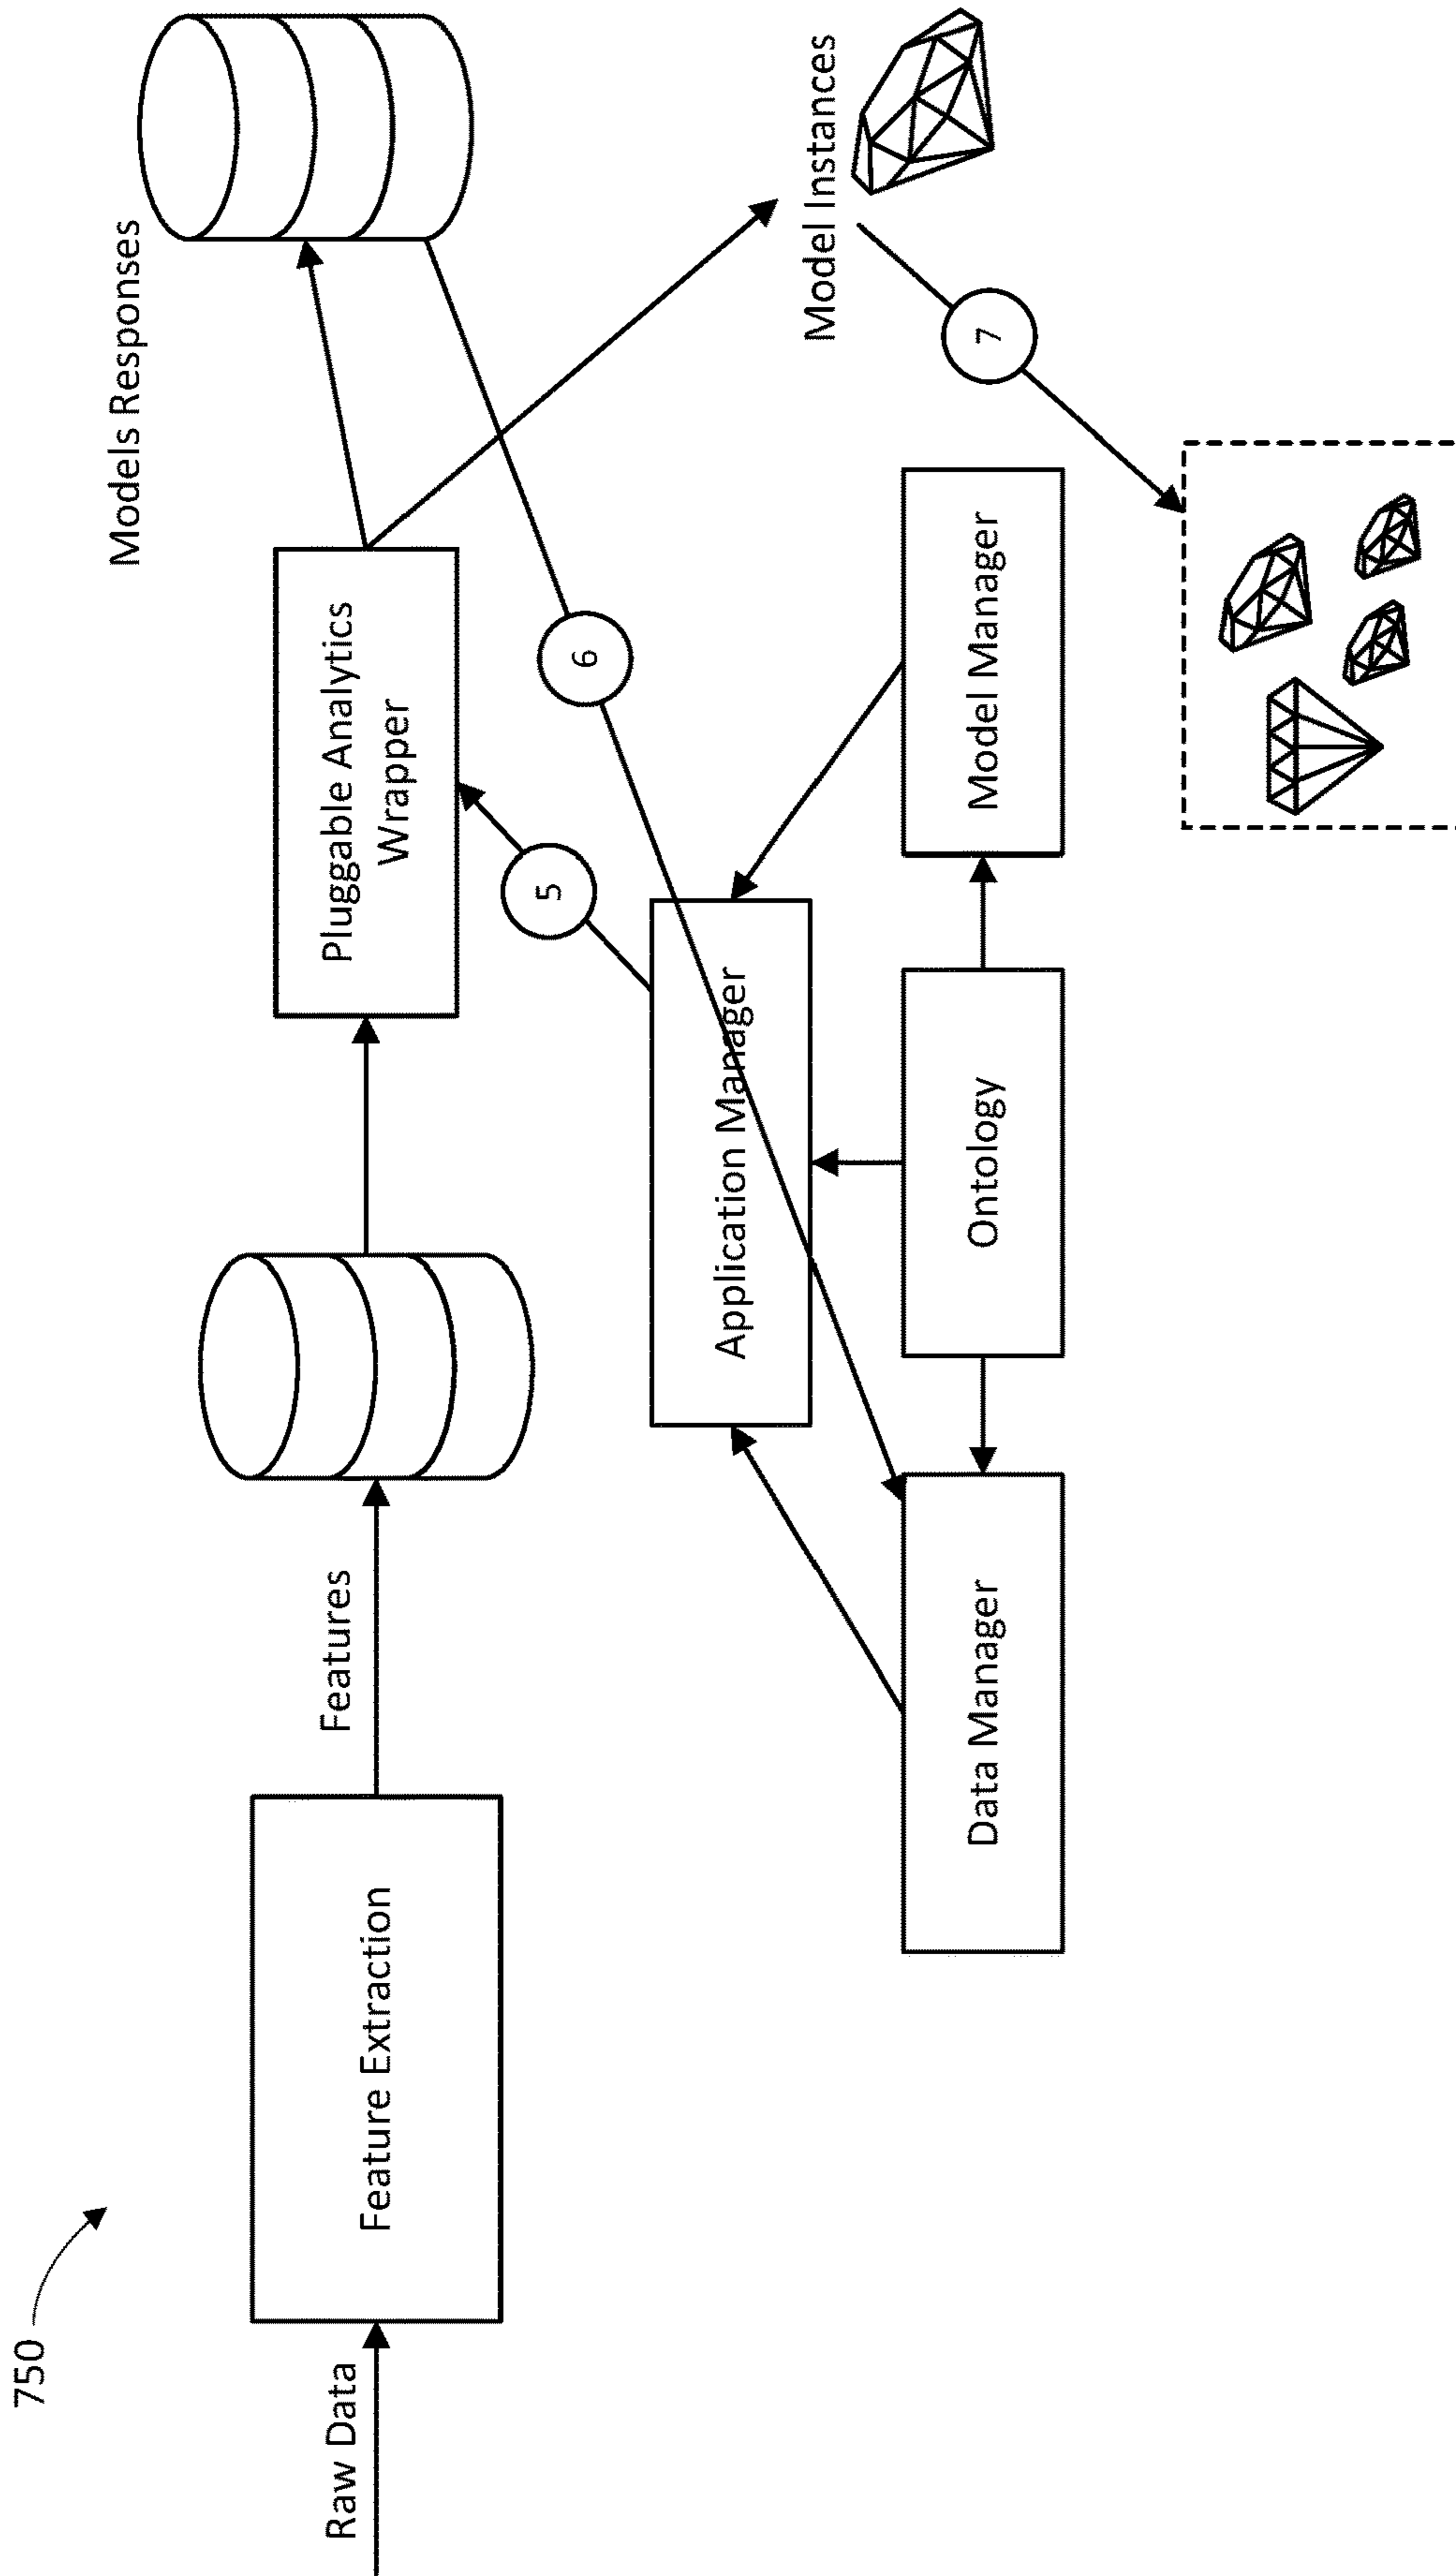 750
Raw Data
Feature Extraction
Features
Pluggable Analytics
Wrapper
Models Responses
5
6
Application Manager
Model Instances
7
Data Manager
Ontology
Model Manager